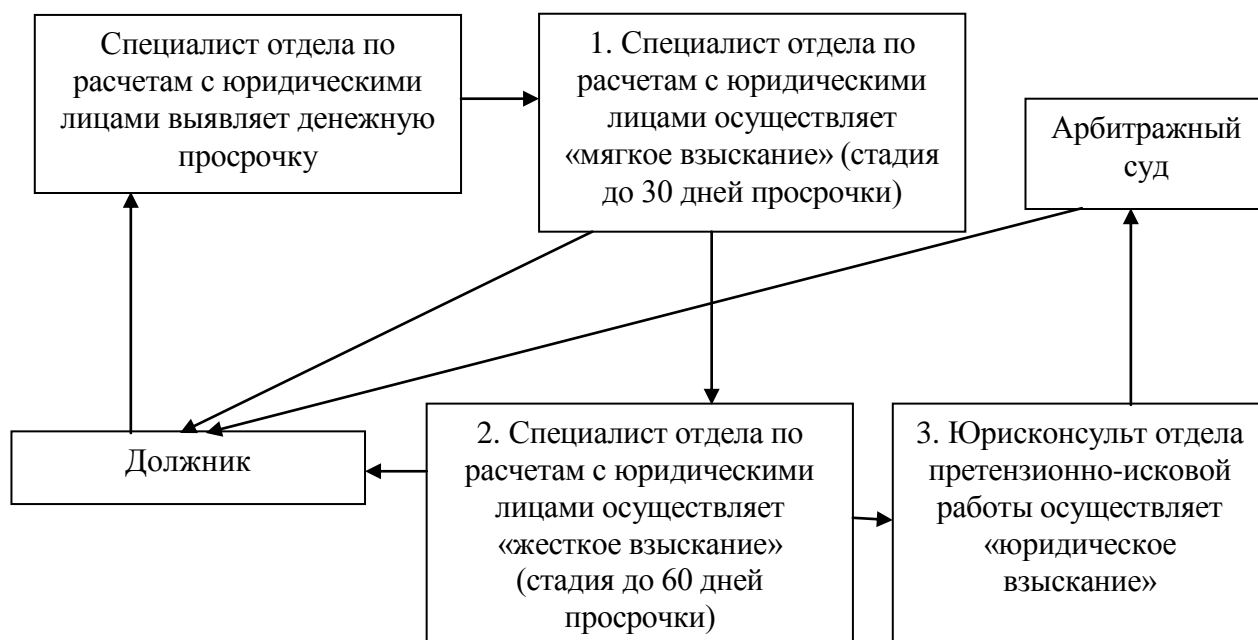 Специалист отдела по
расчетам с юридическими
лицами выявляет денежную
просрочку
1. Специалист отдела по
расчетам с юридическими
лицами осуществляет
«мягкое взыскание» (стадия
до 30 дней просрочки)
Арбитражный
суд
Должник
2. Специалист отдела по
расчетам с юридическими
лицами осуществляет
«жесткое взыскание»
(стадия до 60 дней
просрочки)
3. Юрисконсульт отдела
претензионно-исковой
работы осуществляет
«юридическое
взыскание»